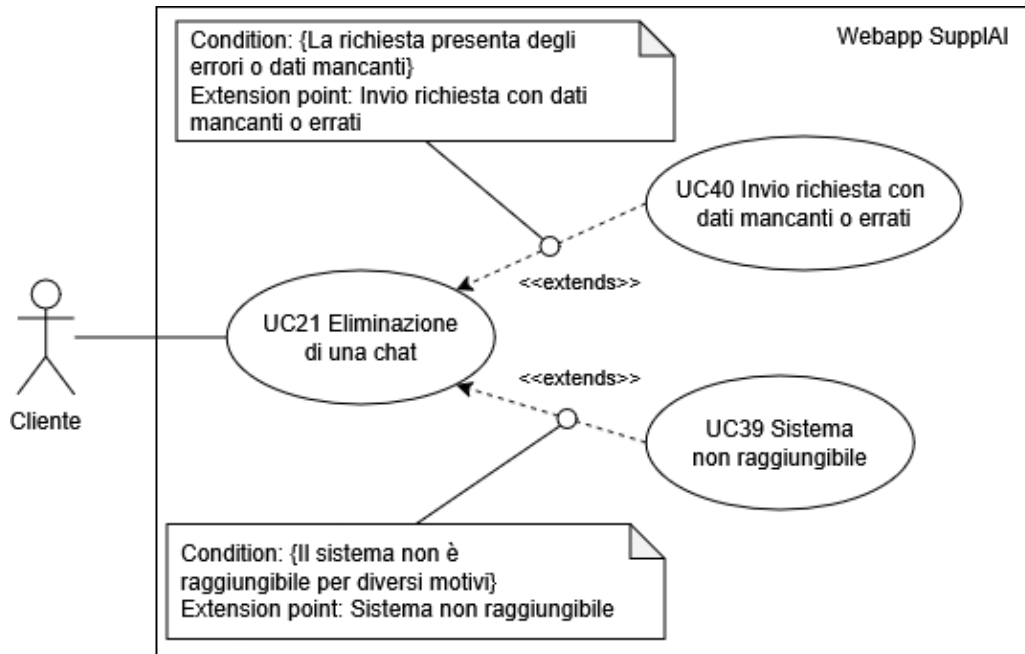 Condition: {La richiesta presenta degli
errori o dati mancanti}
Extension point: Invio richiesta con dati
mancanti o errati
Webapp SupplAI
UC40 Invio richiesta con
dati mancanti o errati
<<extends>>
UC21 Eliminazione
di una chat
Cliente
<<extends>>
UC39 Sistema
non raggiungibile
Condition: {Il sistema non è
raggiungibile per diversi motivi}
Extension point: Sistema non raggiungibile